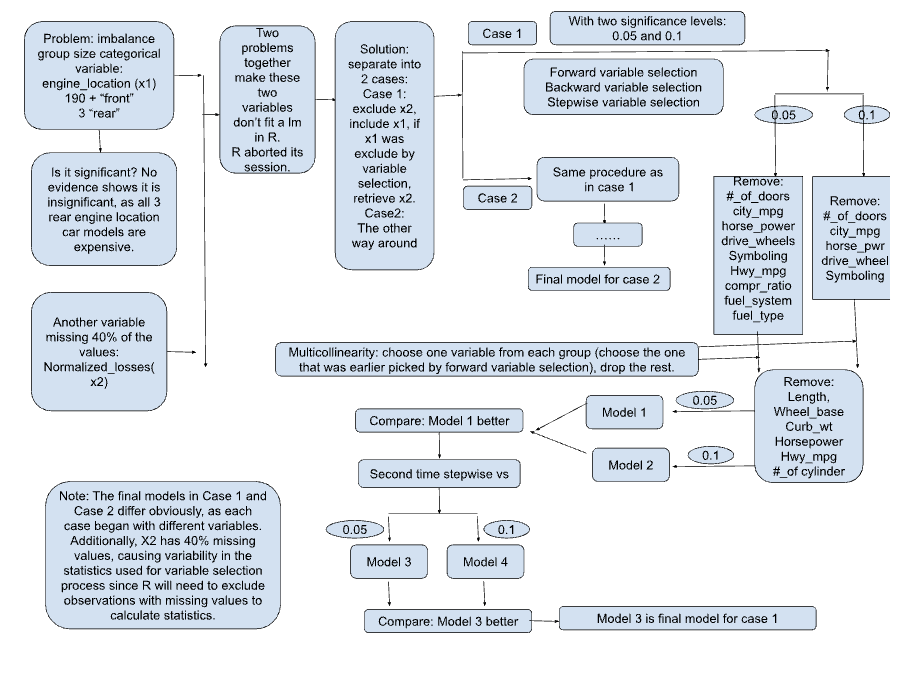 Problem: imbalance
group size categorical
variable:
engine_location (x1)
190 + “front”
3 “rear”
Is it significant? No
evidence shows it is
insignificant, as all 3
rear engine location
car models are
expensive.
Another variable
missing 40% of the
values:
Normalized_losses(
x2)
Two
problems
together
make these
two
variables
don’t fit a lm
in R.
R aborted its
session.
Solution:
separate into
2 cases:
Case 1:
exclude x2,
include x1, if
x1 was
exclude by
variable
selection,
retrieve x2.
Case2:
The other
way around
Case 1
With two significance levels:
0.05 and 0.1
Forward variable selection
Backward variable selection
Stepwise variable selection
Case 2
Same procedure as
in case 1
……
Final model for case 2
0.05
0.1
Remove:
#_of_doors
city_mpg
horse_power
drive_wheels
Symboling
Hwy_mpg
compr_ratio
fuel_system
fuel_type
Remove:
#_of_doors
city_mpg
horse_pwr
drive_wheel
Symboling
Multicollinearity: choose one variable from each group (choose the one
that was earlier picked by forward variable selection), drop the rest.
Remove:
Length,
Wheel_base
Curb_wt
Horsepower
Hwy_mpg
#_of cylinder
0.05
0.1
Model 1
Model 2
Compare: Model 1 better
Second time stepwise vs
0.05
0.1
Model 3
Model 4
Compare: Model 3 better
Model 3 is final model for case 1
Note: The final models in Case 1 and
Case 2 differ obviously, as each
case began with different variables.
Additionally, X2 has 40% missing
values, causing variability in the
statistics used for variable selection
process since R will need to exclude
observations with missing values to
calculate statistics.